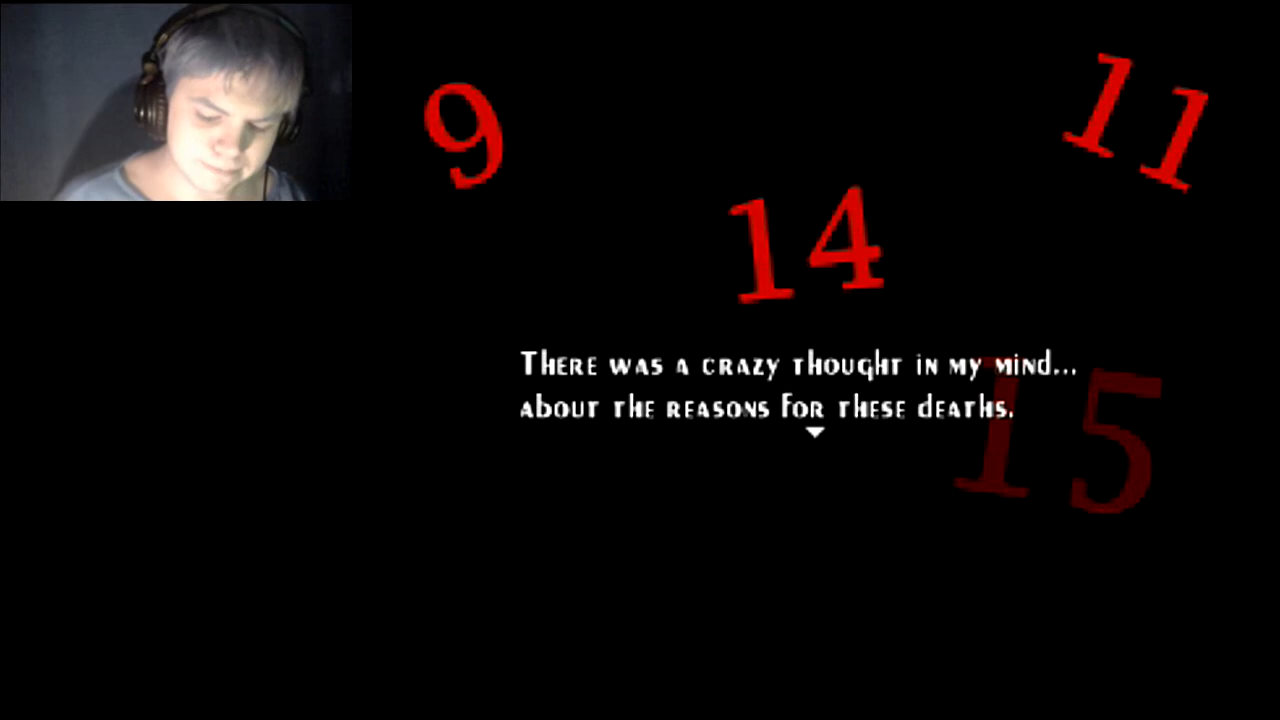 9
11
14
There was a crazy thought in my mind...
about the reasons for these deaths.
15